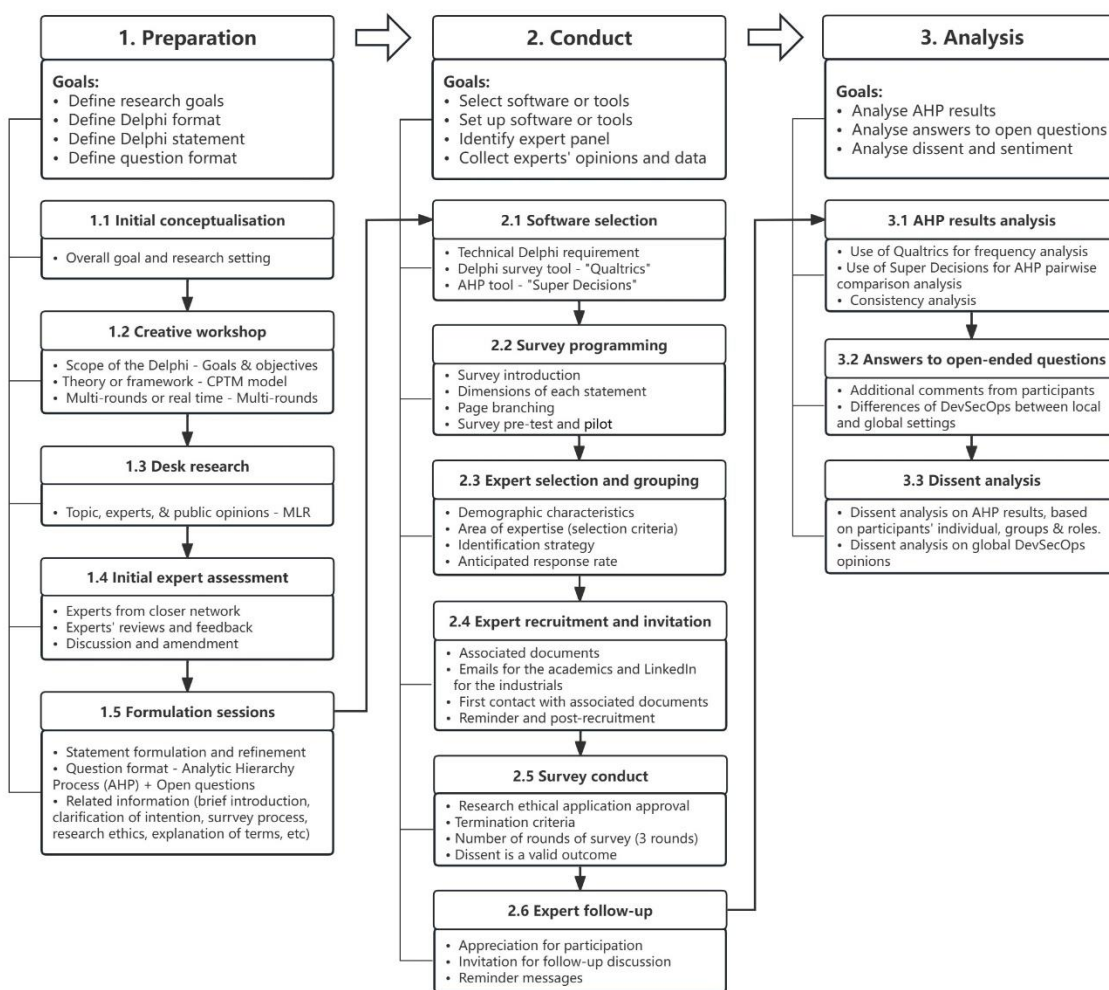 1. Preparation
Goals:
• Define research goals
• Define Delphi format
• Define Delphi statement
• Define question format
1.1 Initial conceptualisation
• Overall goal and research setting
1.2 Creative workshop
• Scope of the Delphi - Goals & objectives
• Theory or framework - CPTM model
• Multi-rounds or real time - Multi-rounds
1.3 Desk research
• Topic, experts, & public opinions - MLR
1.4 Initial expert assessment
• Experts from closer network
• Experts' reviews and feedback
• Discussion and amendment
1.5 Formulation sessions
• Statement formulation and refinement
• Question format - Analytic Hierarchy
Process (AHP) + Open questions
• Related information (brief introduction,
clarification of intention, surrvey process,
research ethics, explanation of terms, etc)
2. Conduct
Goals:
• Select software or tools
• Set up software or tools
• Identify expert panel
• Collect experts' opinions and data
2.1 Software selection
• Technical Delphi requirement
• Delphi survey tool - "Qualtrics"
• AHP tool - "Super Decisions"
2.2 Survey programming
• Survey introduction
• Dimensions of each statement
• Page branching
• Survey pre-test and pilot
2.3 Expert selection and grouping
• Demographic characteristics
• Area of expertise (selection criteria)
• Identification strategy
• Anticipated response rate
2.4 Expert recruitment and invitation
• Associated documents
• Emails for the academics and LinkedIn
for the industrials
• First contact with associated documents
• Reminder and post-recruitment
2.5 Survey conduct
• Research ethical application approval
• Termination criteria
• Number of rounds of survey (3 rounds)
• Dissent is a valid outcome
2.6 Expert follow-up
• Appreciation for participation
• Invitation for follow-up discussion
• Reminder messages
3. Analysis
Goals:
• Analyse AHP results
• Analyse answers to open questions
• Analyse dissent and sentiment
3.1 AHP results analysis
• Use of Qualtrics for frequency analysis
• Use of Super Decisions for AHP pairwise
comparison analysis
• Consistency analysis
3.2 Answers to open-ended questions
• Additional comments from participants
• Differences of DevSecOps between local
and global settings
3.3 Dissent analysis
• Dissent analysis on AHP results, based
on participants' individual, groups & roles.
• Dissent analysis on global DevSecOps
opinions